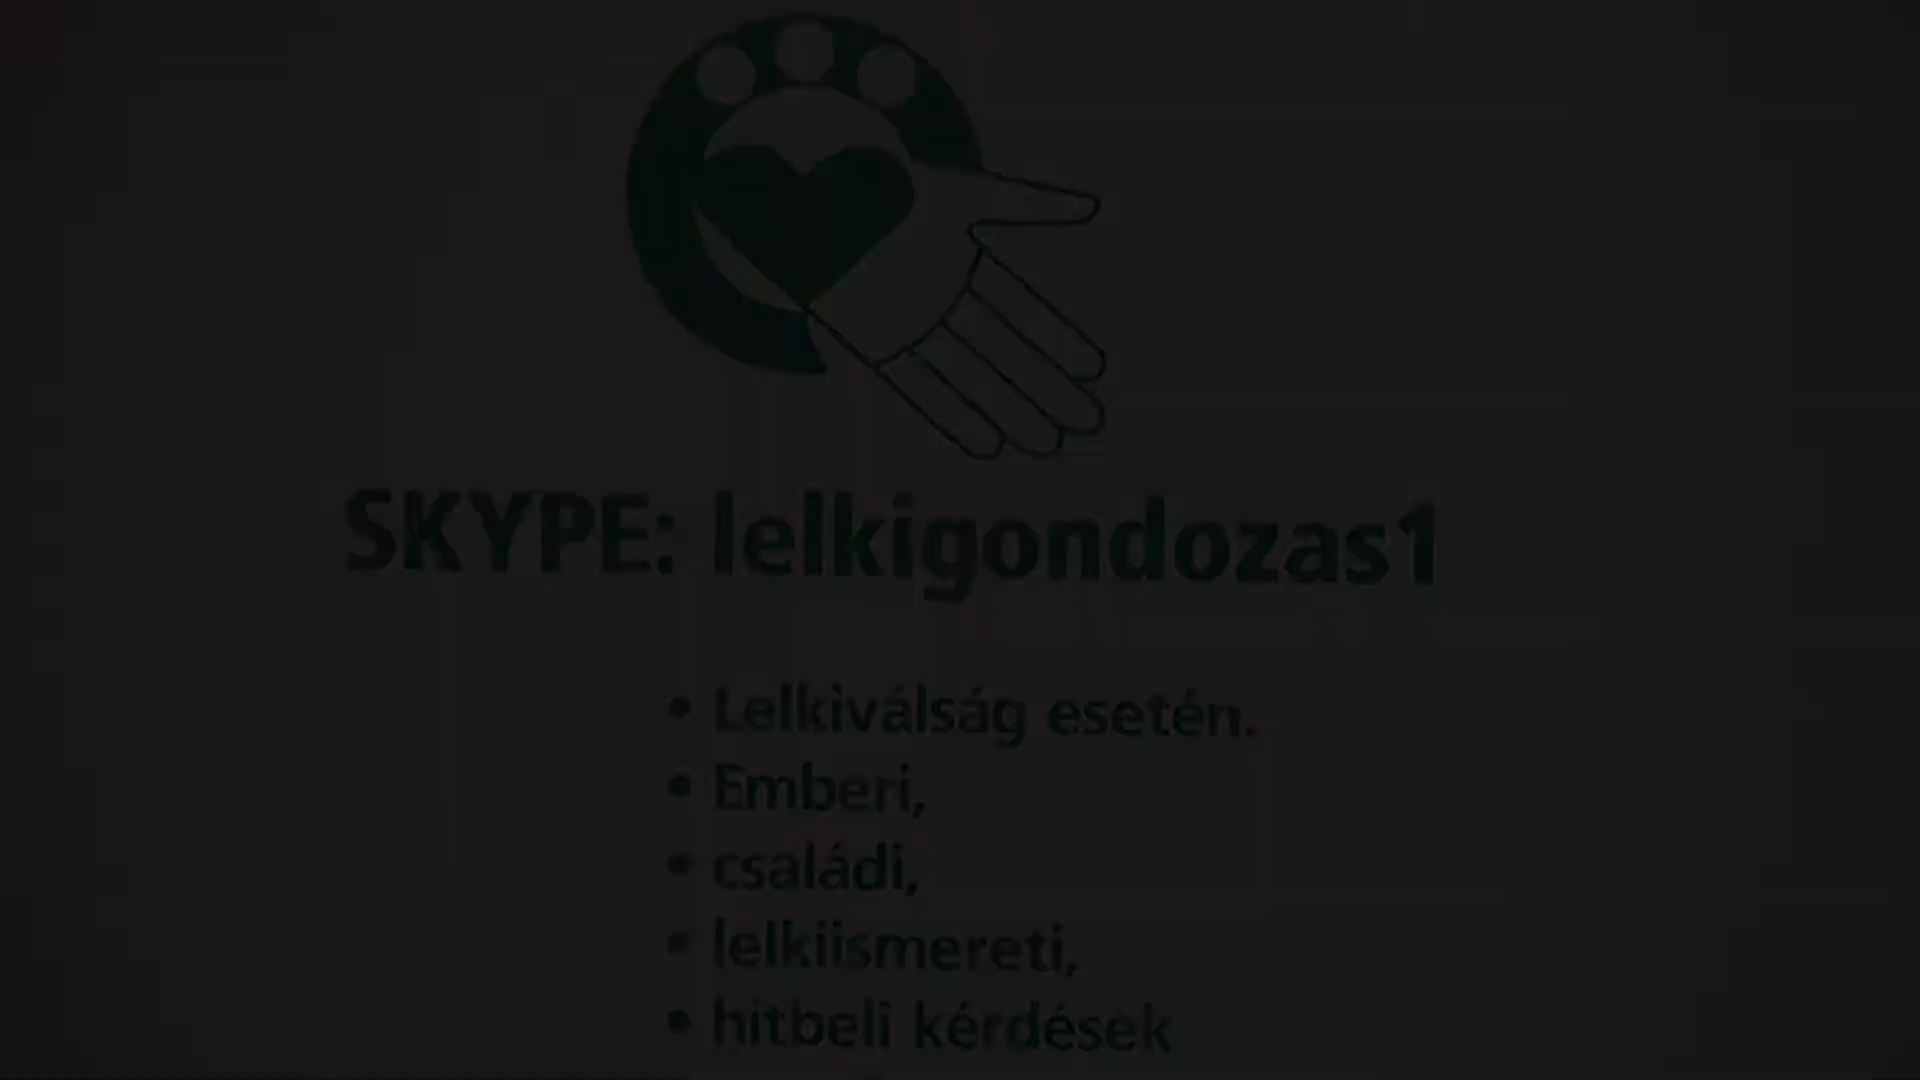 SKYPE: lelkigondozas1
• Lelkiválság esetén.
• Emberi,
• családi,
• lelkiismereti,
• hitbeli kérdések